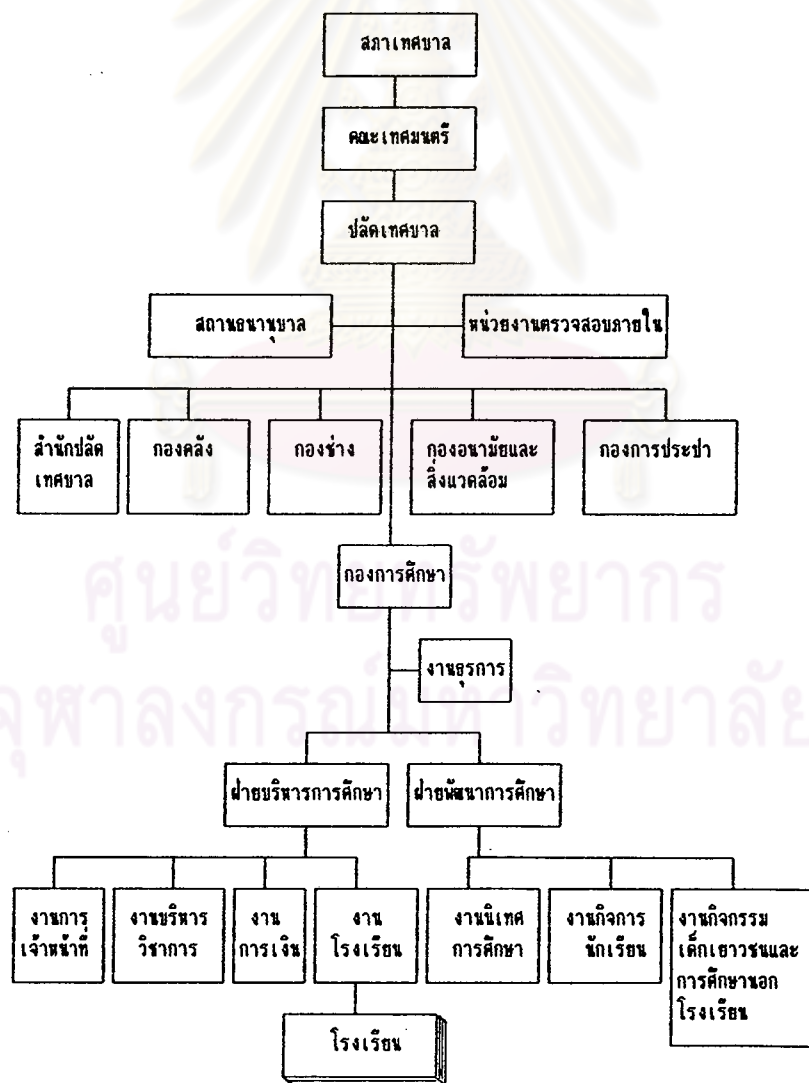 สภาเทศบาล
คณะเทศมนตรี
ปลัดเทศบาล
สถานธนานุบาล
หน่วยงานตรวจสอบภายใน
สำนักปลัด
เทศบาล
กองคลัง
กองช่าง
กองอนามัยและ
สิ่งแวดล้อม
กองการประปา
กองการศึกษา
ศูนย์วิทยทรัพยากร
งานธุรการ
จุฬาลงกรณ์มหาวิทยาลัย
ฝ่ายบริหารการศึกษา
ฝ่ายพัฒนาการศึกษา
งานการ
เจ้าหน้าที่
งานบริหาร
วิชาการ
งาน
การเงิน
งาน
โรงเรียน
งานนิเทศ
การศึกษา
งานกิจการ
นักเรียน
งานกิจกรรม
เด็กเยาวชนและ
การศึกษานอก
โรงเรียน
โรงเรียน